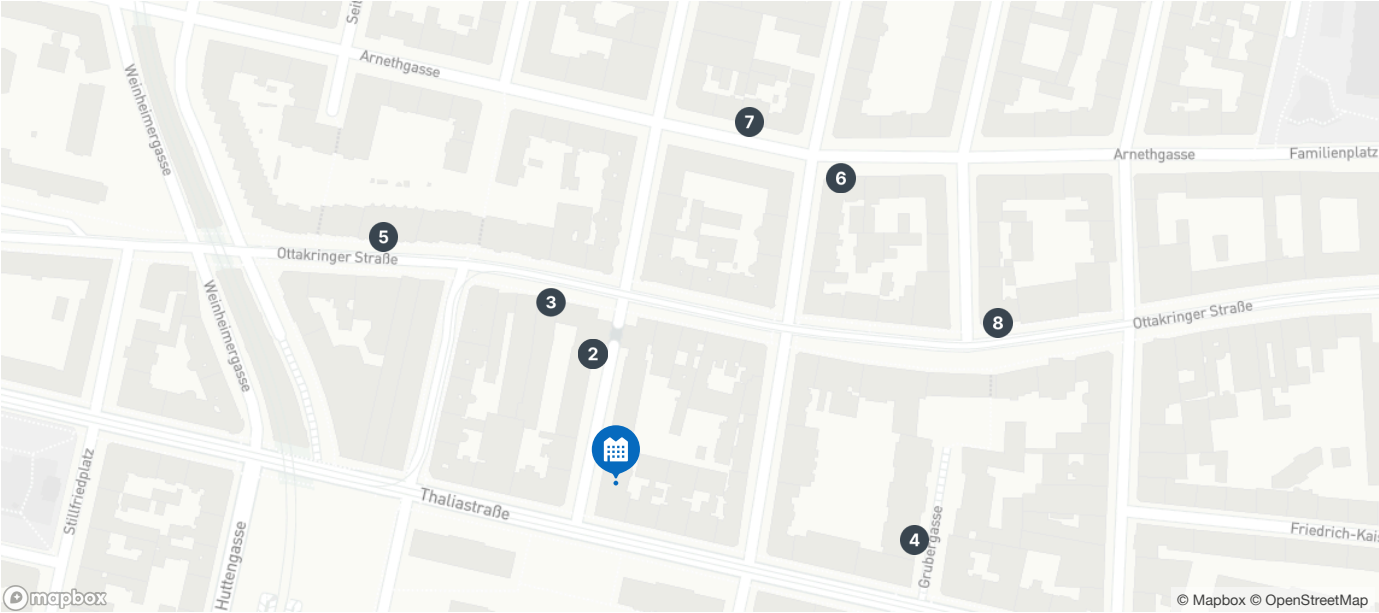 Seit
Arnethgasse
Weinheimergasse
7
Arnethgasse
Familienplatz
6
5
Ottakringer Straße
3
Weinheimergasse
8
Ottakringer Straße
2
Stillfriedplatz
Thaliastraße
Huttengasse
4
Grubergasse
Friedrich-Kais
mapbox
© Mapbox © OpenStreetMap